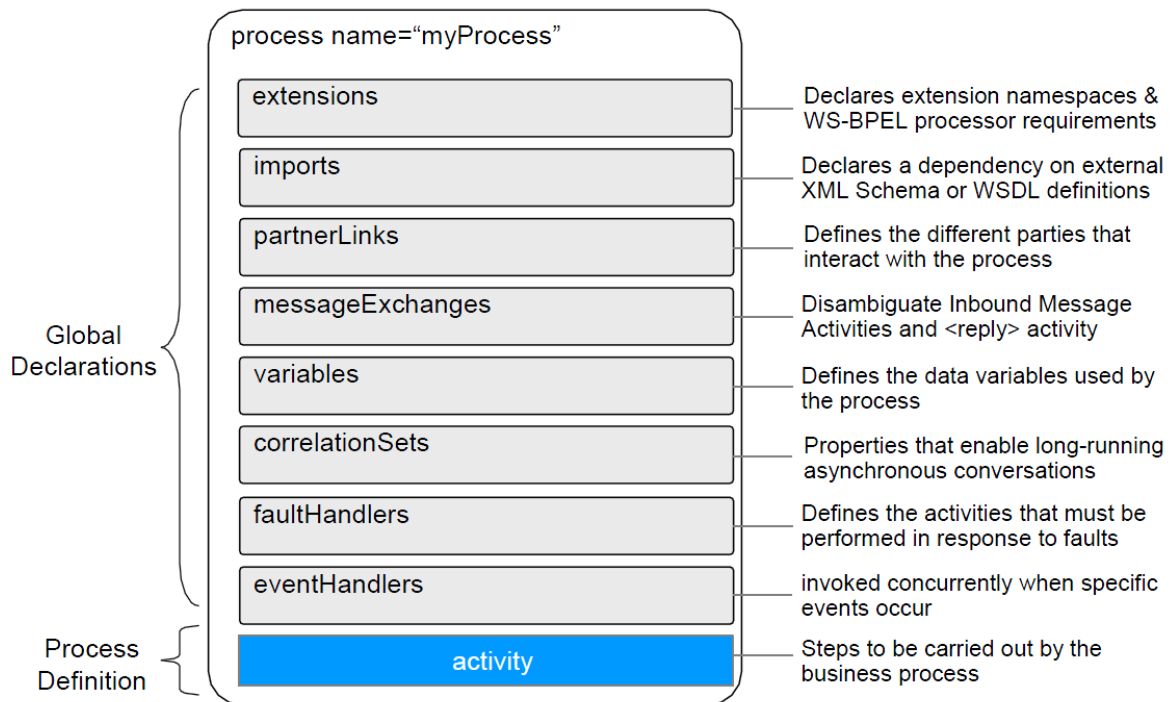 process name=“myProcess”
extensions
Declares extension namespaces &
WS-BPEL processor requirements
imports
Declares a dependency on external
XML Schema or WSDL definitions
partnerLinks
Defines the different parties that
interact with the process
messageExchanges
Disambiguate Inbound Message
Activities and <reply> activity
Global
Declarations
variables
Defines the data variables used by
the process
correlationSets
Properties that enable long-running
asynchronous conversations
faultHandlers
Defines the activities that must be
performed in response to faults
eventHandlers
invoked concurrently when specific
events occur
Process
Definition
activity
Steps to be carried out by the
business process